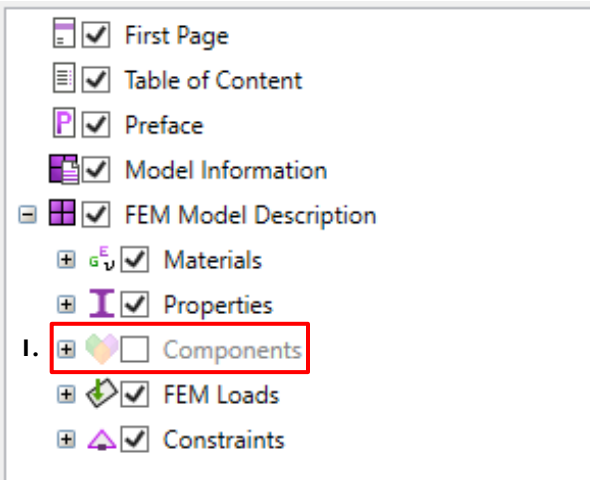 First Page
Table of Content
P Preface
Model Information
FEM Model Description
G E ν Materials
Properties
I. Components
FEM Loads
Constraints